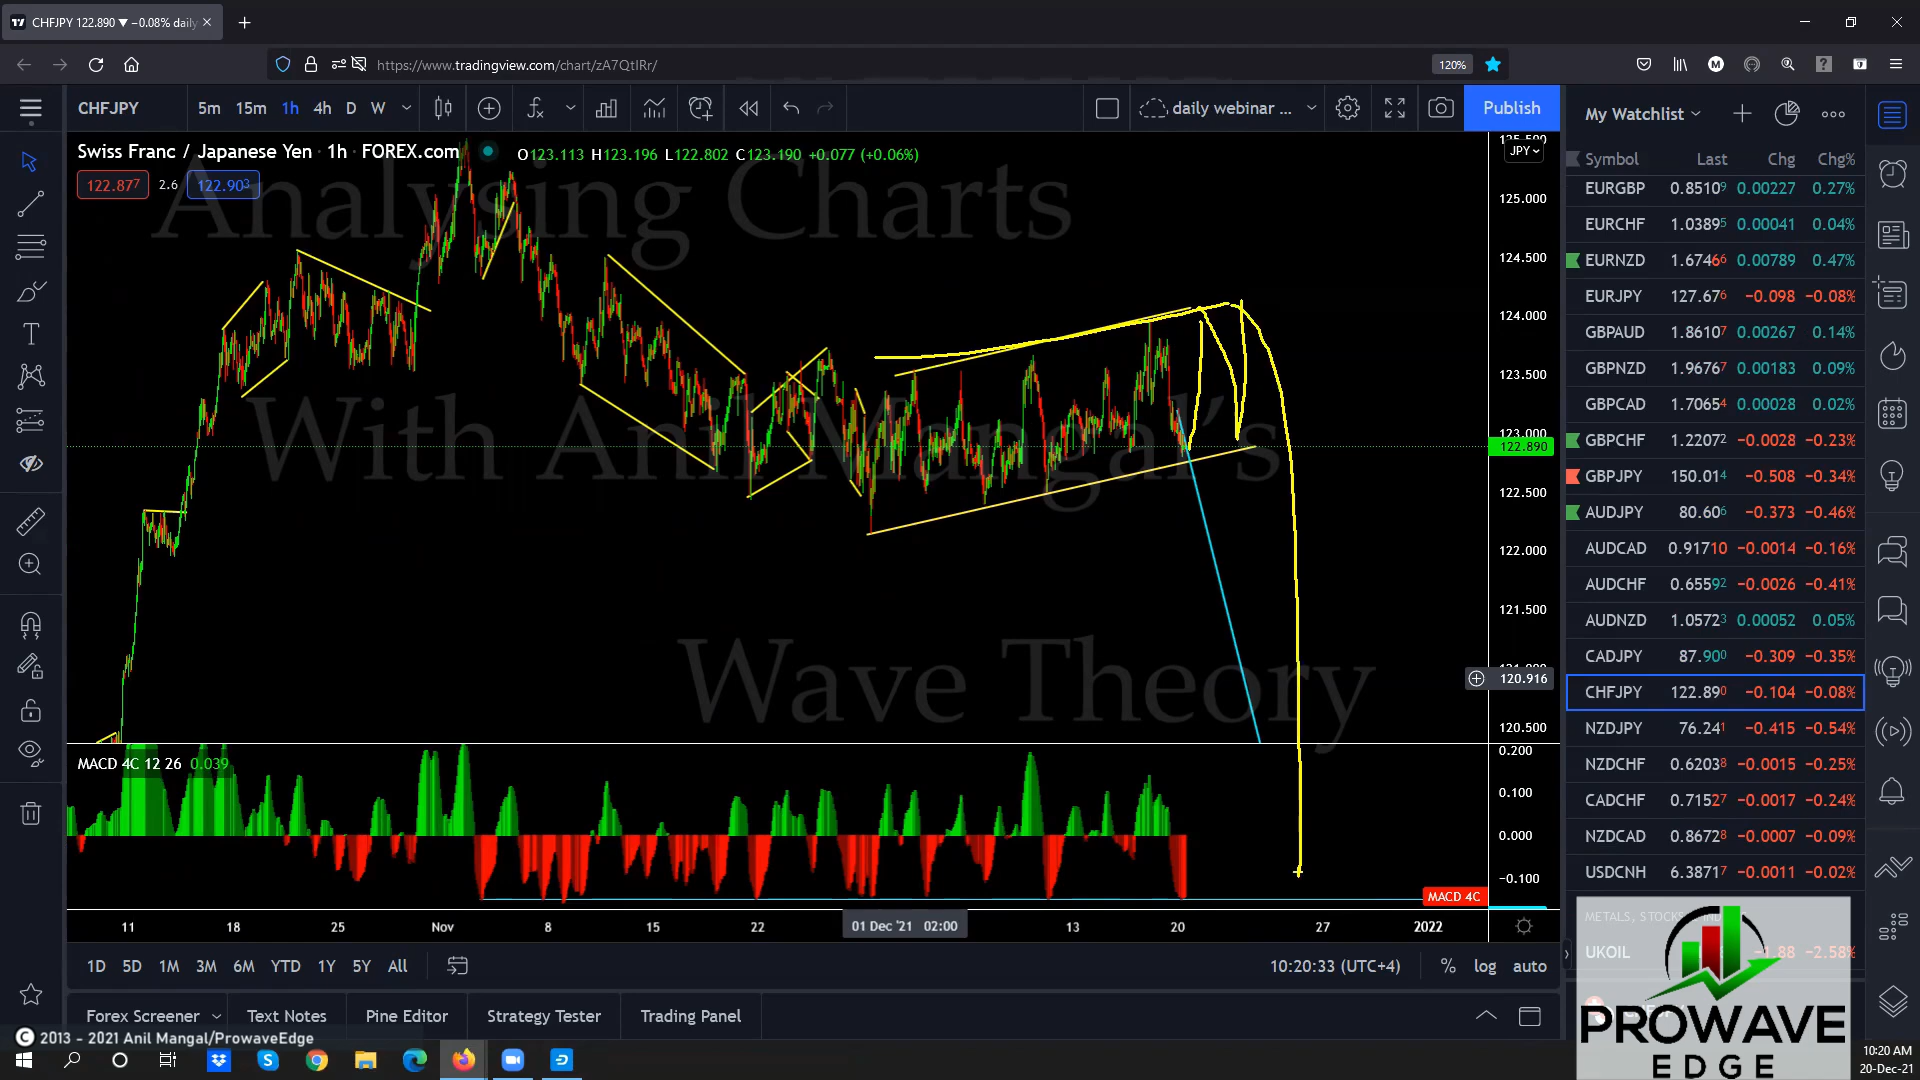 CHFJPY 122.890 ▼ −0.08% daily
https://www.tradingview.com/chart/zA7QtIRr/
120%
CHFJPY 5m 15m 1h 4h D W
daily webinar ...
Publish
My Watchlist
Swiss Franc / Japanese Yen · 1h · FOREX.com
O123.113 H123.196 L122.802 C123.190 +0.077 (+0.06%)
122.877 2.6 122.903
Analysing Charts
With Anil Mangal's
Wave Theory
JPY
125.000
124.500
124.000
123.500
123.000
122.890
122.500
122.000
121.500
120.916
120.500
MACD 4C 12 26 0.039
0.200
0.100
0.000
−0.100
MACD 4C
11 18 25 Nov 8 15 22 01 Dec '21 02:00 13 20 27 2022
1D 5D 1M 3M 6M YTD 1Y 5Y All
10:20:33 (UTC+4) % log auto
Forex Screener Text Notes Pine Editor Strategy Tester Trading Panel
Symbol Last Chg Chg%
EURGBP 0.85109 0.00227 0.27%
EURCHF 1.03895 0.00041 0.04%
EURNZD 1.67466 0.00789 0.47%
EURJPY 127.676 −0.098 −0.08%
GBPAUD 1.86107 0.00267 0.14%
GBPNZD 1.96767 0.00183 0.09%
GBPCAD 1.70654 0.00028 0.02%
GBPCHF 1.22072 −0.0028 −0.23%
GBPJPY 150.014 −0.508 −0.34%
AUDJPY 80.606 −0.373 −0.46%
AUDCAD 0.91710 −0.0014 −0.16%
AUDCHF 0.65592 −0.0026 −0.41%
AUDNZD 1.05723 0.00052 0.05%
CADJPY 87.900 −0.309 −0.35%
CHFJPY 122.890 −0.104 −0.08%
NZDJPY 76.241 −0.415 −0.54%
NZDCHF 0.62038 −0.0015 −0.25%
CADCHF 0.71527 −0.0017 −0.24%
NZDCAD 0.86728 −0.0007 −0.09%
USDCNH 6.38717 −0.0011 −0.02%
METALS, STOCKS
UKOIL −1.88 −2.58%
PROWAVE
EDGE
© 2013 - 2021 Anil Mangal/ProwaveEdge
10:20 AM
20-Dec-21